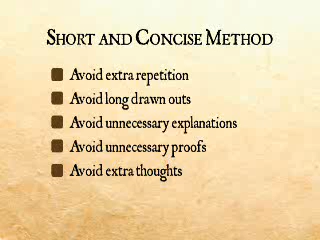 Short and Concise Method
Avoid extra repetition
Avoid long drawn outs
Avoid unnecessary explanations
Avoid unnecessary proofs
Avoid extra thoughts